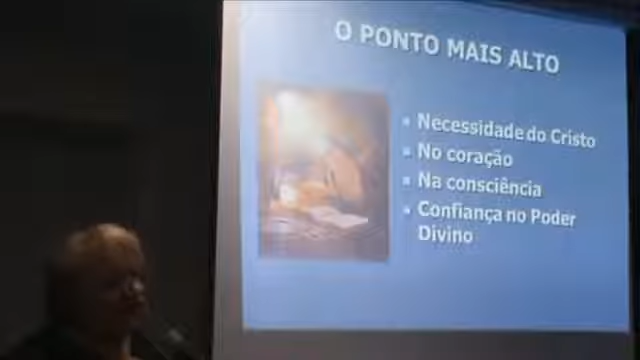 O PONTO MAIS ALTO
Necessidade do Cristo
No coração
Na consciência
Confiança no Poder
Divino